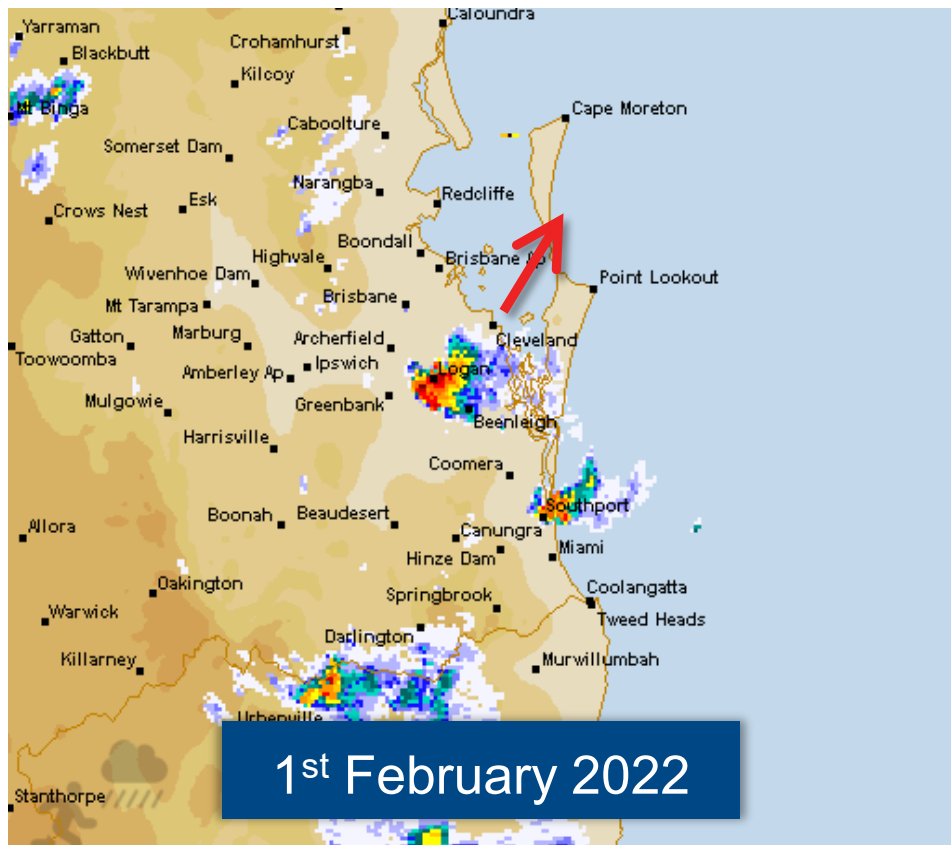 Caloundra
Yarraman
Crohamhurst
Blackbutt
Kilcoy
Mt Binga
Cape Moreton
Caboolture
Somerset Dam
Narangba
Redcliffe
Esk
Crows Nest
Boondall
Highvale
Brisbane Ap
Wivenhoe Dam
Point Lookout
Brisbane
Mt Tarampa
Gatton
Marburg
Archerfield
Cleveland
Toowoomba
Ipswich
Amberley Ap
Logan
Mulgowie
Greenbank
Beenleigh
Harrisville
Coomera
Southport
Boonah
Beaudesert
Allora
Canungra
Miami
Hinze Dam
Oakington
Springbrook
Coolangatta
Warwick
Tweed Heads
Darlington
Killarney
Murwillumbah
Urbenville
1st February 2022
Stanthorpe